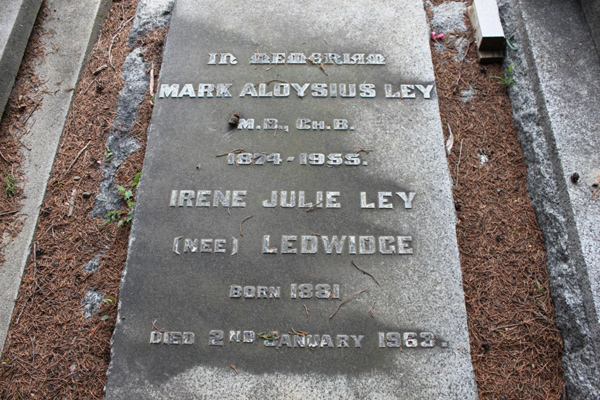 IN MEMORIAM
MARK ALOYSIUS LEY
M.B., CH.B.
1874-1955.
IRENE JULIE LEY
(NEE) LEDWIDGE
BORN 1881
DIED 2ND JANUARY 1963.